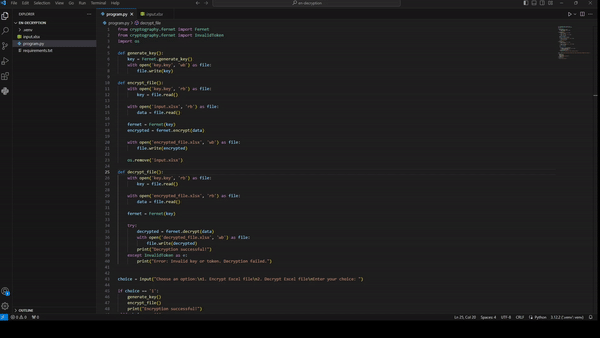 File Edit Selection View Go Run Terminal Help
en-decryption
EXPLORER
EN-DECRYPTION
.venv
input.xlsx
program.py
requirements.txt
OUTLINE
program.py
input.xlsx
program.py > decrypt_file
from cryptography.fernet import Fernet
from cryptography.fernet import InvalidToken
import os
def generate_key():
key = Fernet.generate_key()
with open('key.key', 'wb') as file:
file.write(key)
def encrypt_file():
with open('key.key', 'rb') as file:
key = file.read()
with open('input.xlsx', 'rb') as file:
data = file.read()
fernet = Fernet(key)
encrypted = fernet.encrypt(data)
with open('encrypted_file.xlsx', 'wb') as file:
file.write(encrypted)
os.remove('input.xlsx')
25 def decrypt_file():
with open('key.key', 'rb') as file:
key = file.read()
with open('encrypted_file.xlsx', 'rb') as file:
data = file.read()
fernet = Fernet(key)
try:
decrypted = fernet.decrypt(data)
with open('decrypted_file.xlsx', 'wb') as file:
file.write(decrypted)
print("Decryption successful!")
except InvalidToken as e:
print("Error: Invalid key or token. Decryption failed.")
choice = input("Choose an option:\n1. Encrypt Excel file\n2. Decrypt Excel file\nEnter your choice: ")
if choice == '1':
generate_key()
encrypt_file()
print("Encryption successful!")
Ln 25, Col 20 Spaces: 4 UTF-8 CRLF Python 3.12.2 ('.venv': venv)